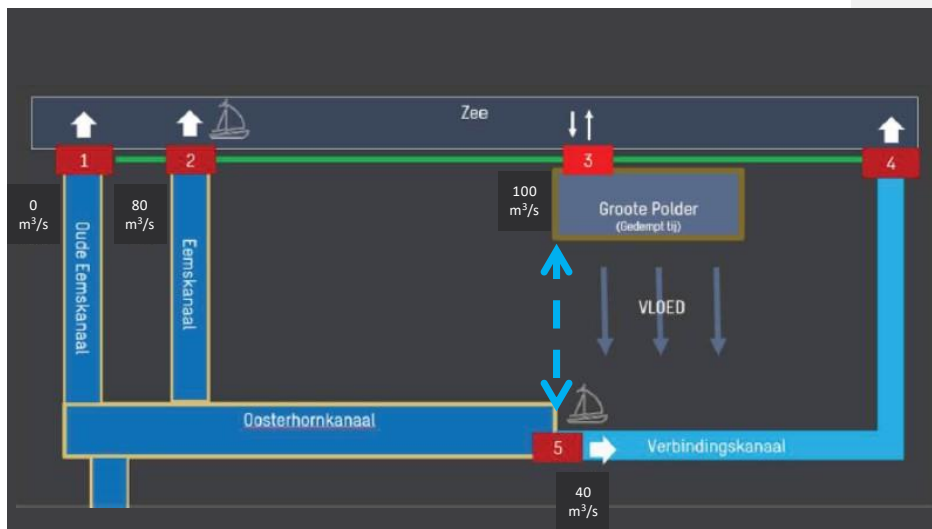 Zee
1
2
3
4
0
m³/s
80
m³/s
100
m³/s
Groote Polder
(Gedempt tij)
Oude Eemskanaal
Eemskanaal
VLOED
Oosterhornkanaal
5
Verbindingskanaal
40
m³/s